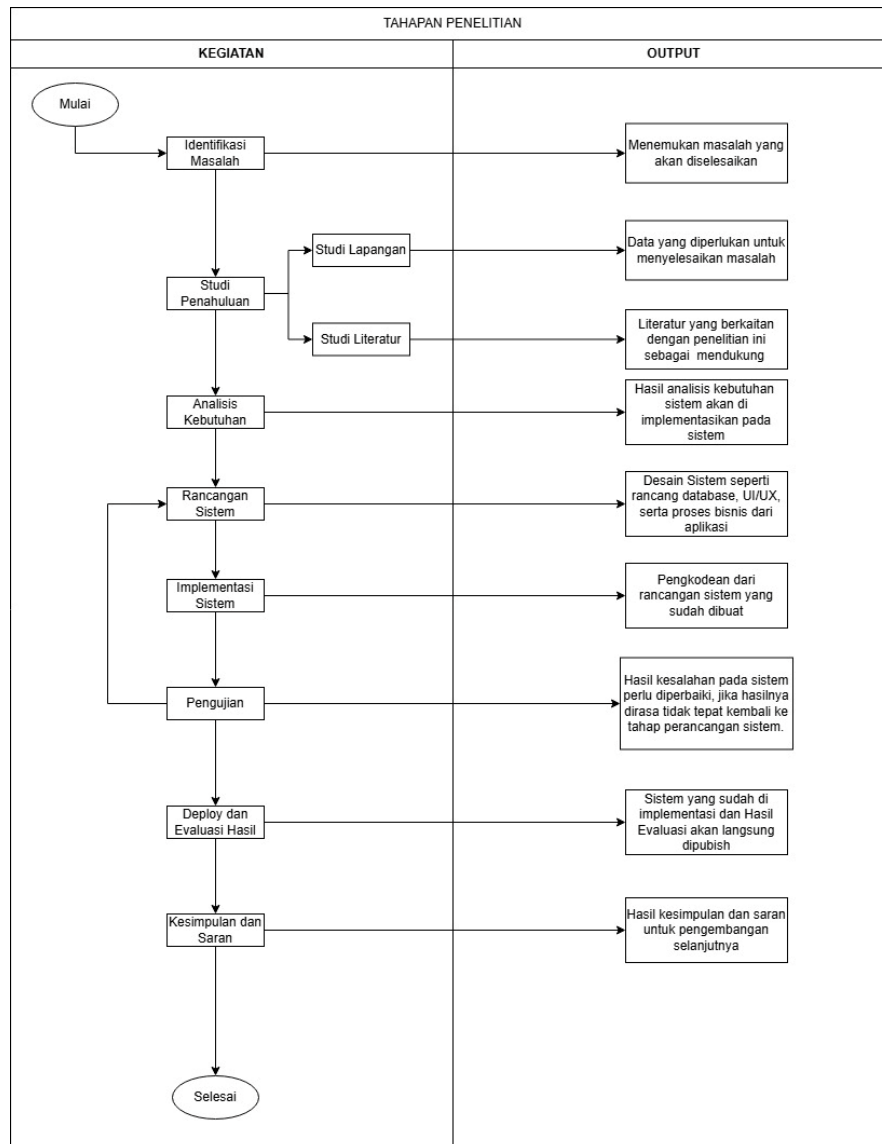 TAHAPAN PENELITIAN
KEGIATAN
OUTPUT
Mulai
Identifikasi
Masalah
Menemukan masalah yang
akan diselesaikan
Studi Lapangan
Data yang diperlukan untuk
menyelesaikan masalah
Studi
Penahuluan
Studi Literatur
Literatur yang berkaitan
dengan penelitian ini
sebagai mendukung
Analisis
Kebutuhan
Hasil analisis kebutuhan
sistem akan di
implementasikan pada
sistem
Rancangan
Sistem
Desain Sistem seperti
rancang database, UI/UX,
serta proses bisnis dari
aplikasi
Implementasi
Sistem
Pengkodean dari
rancangan sistem yang
sudah dibuat
Pengujian
Hasil kesalahan pada sistem
perlu diperbaiki, jika hasilnya
dirasa tidak tepat kembali ke
tahap perancangan sistem.
Deploy dan
Evaluasi Hasil
Sistem yang sudah di
implementasi dan Hasil
Evaluasi akan langsung
dipubish
Kesimpulan dan
Saran
Hasil kesimpulan dan saran
untuk pengembangan
selanjutnya
Selesai